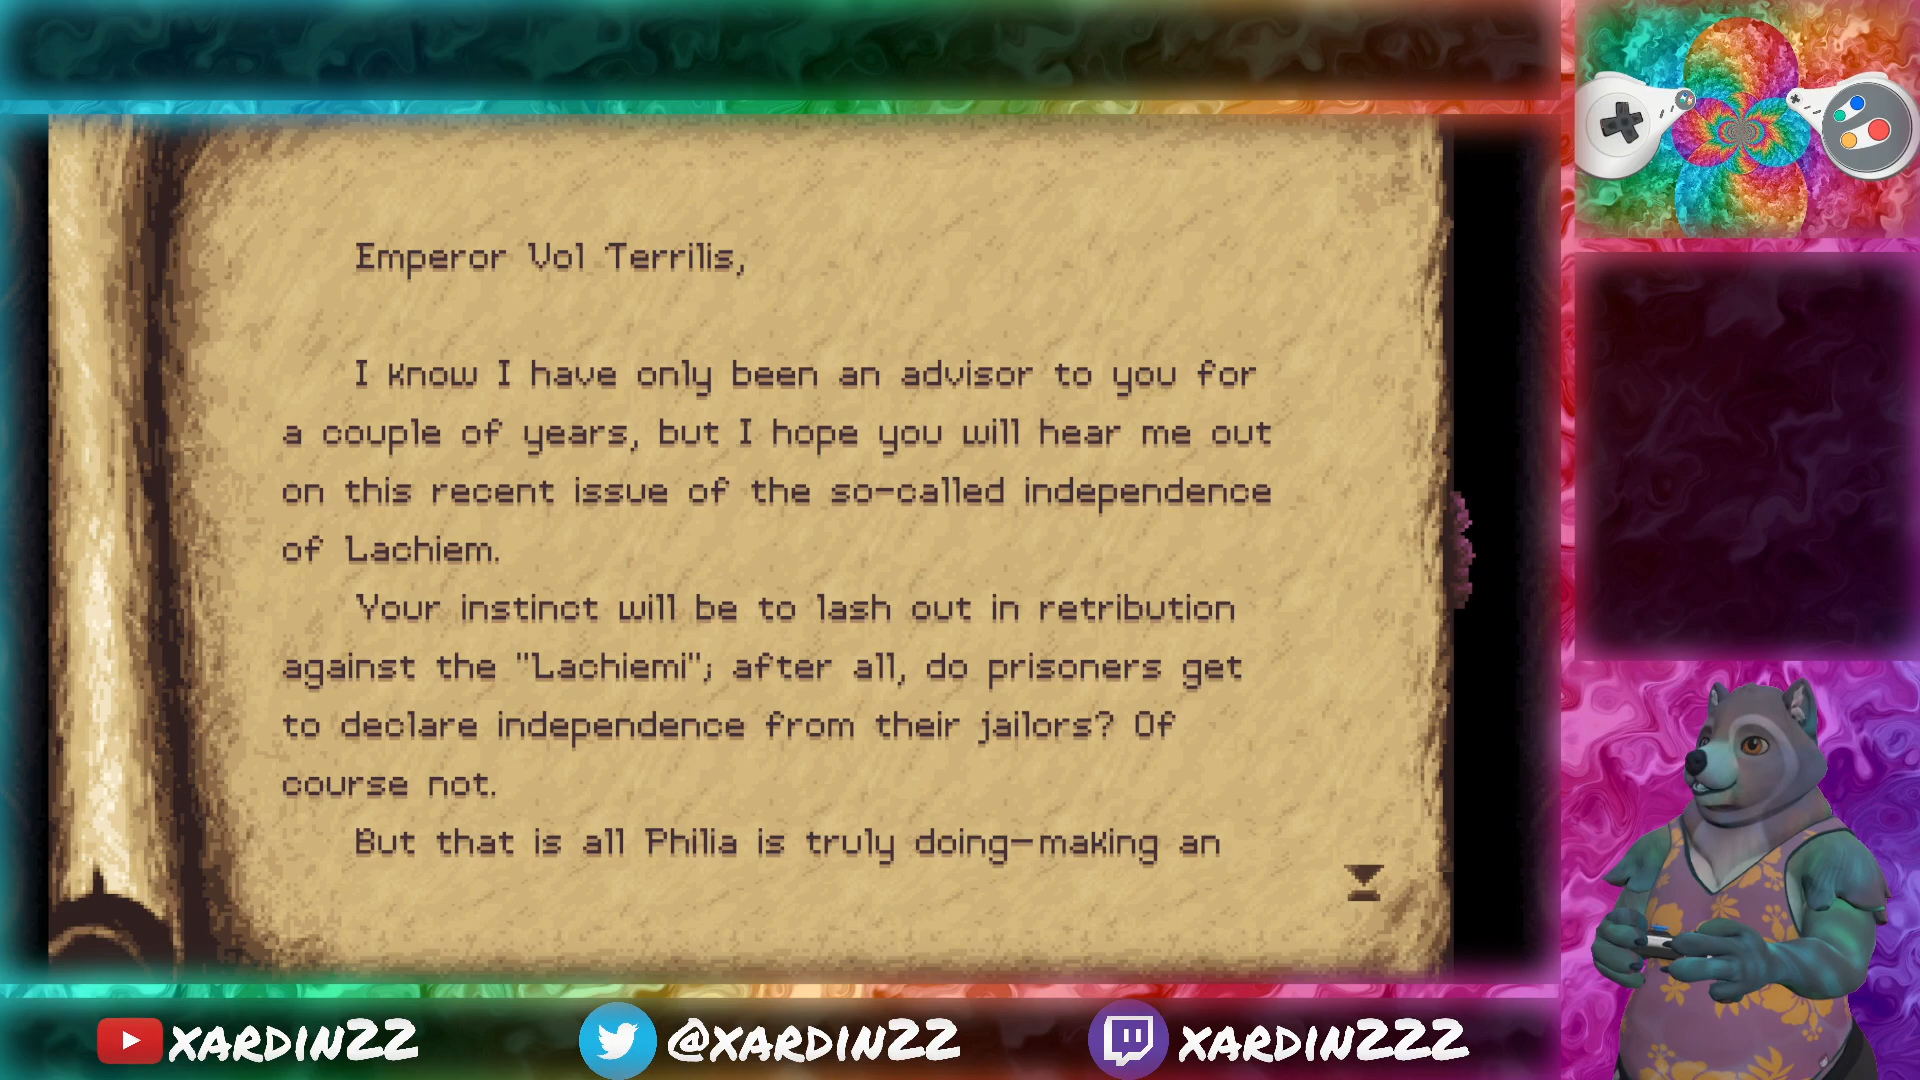 Emperor Vol Terrilis,
I know I have only been an advisor to you for
a couple of years, but I hope you will hear me out
on this recent issue of the so-called independence
of Lachiem.
Your instinct will be to lash out in retribution
against the "Lachiemi"; after all, do prisoners get
to declare independence from their jailors? Of
course not.
But that is all Philia is truly doing—making an
xardin22
@xardin22
xardin222